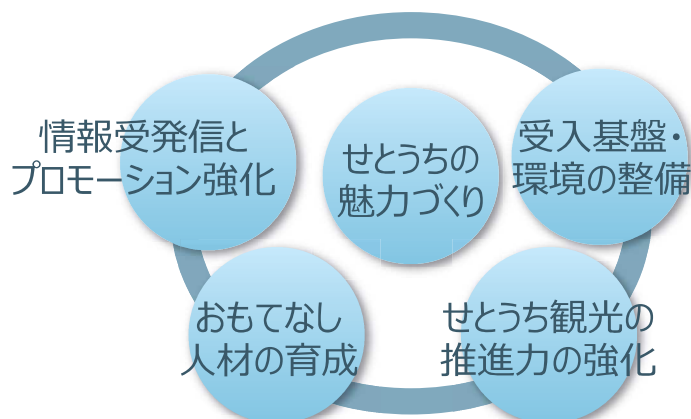 情報受発信と
プロモーション強化
せとうちの
魅力づくり
受入基盤・
環境の整備
おもてなし
人材の育成
せとうち観光の
推進力の強化